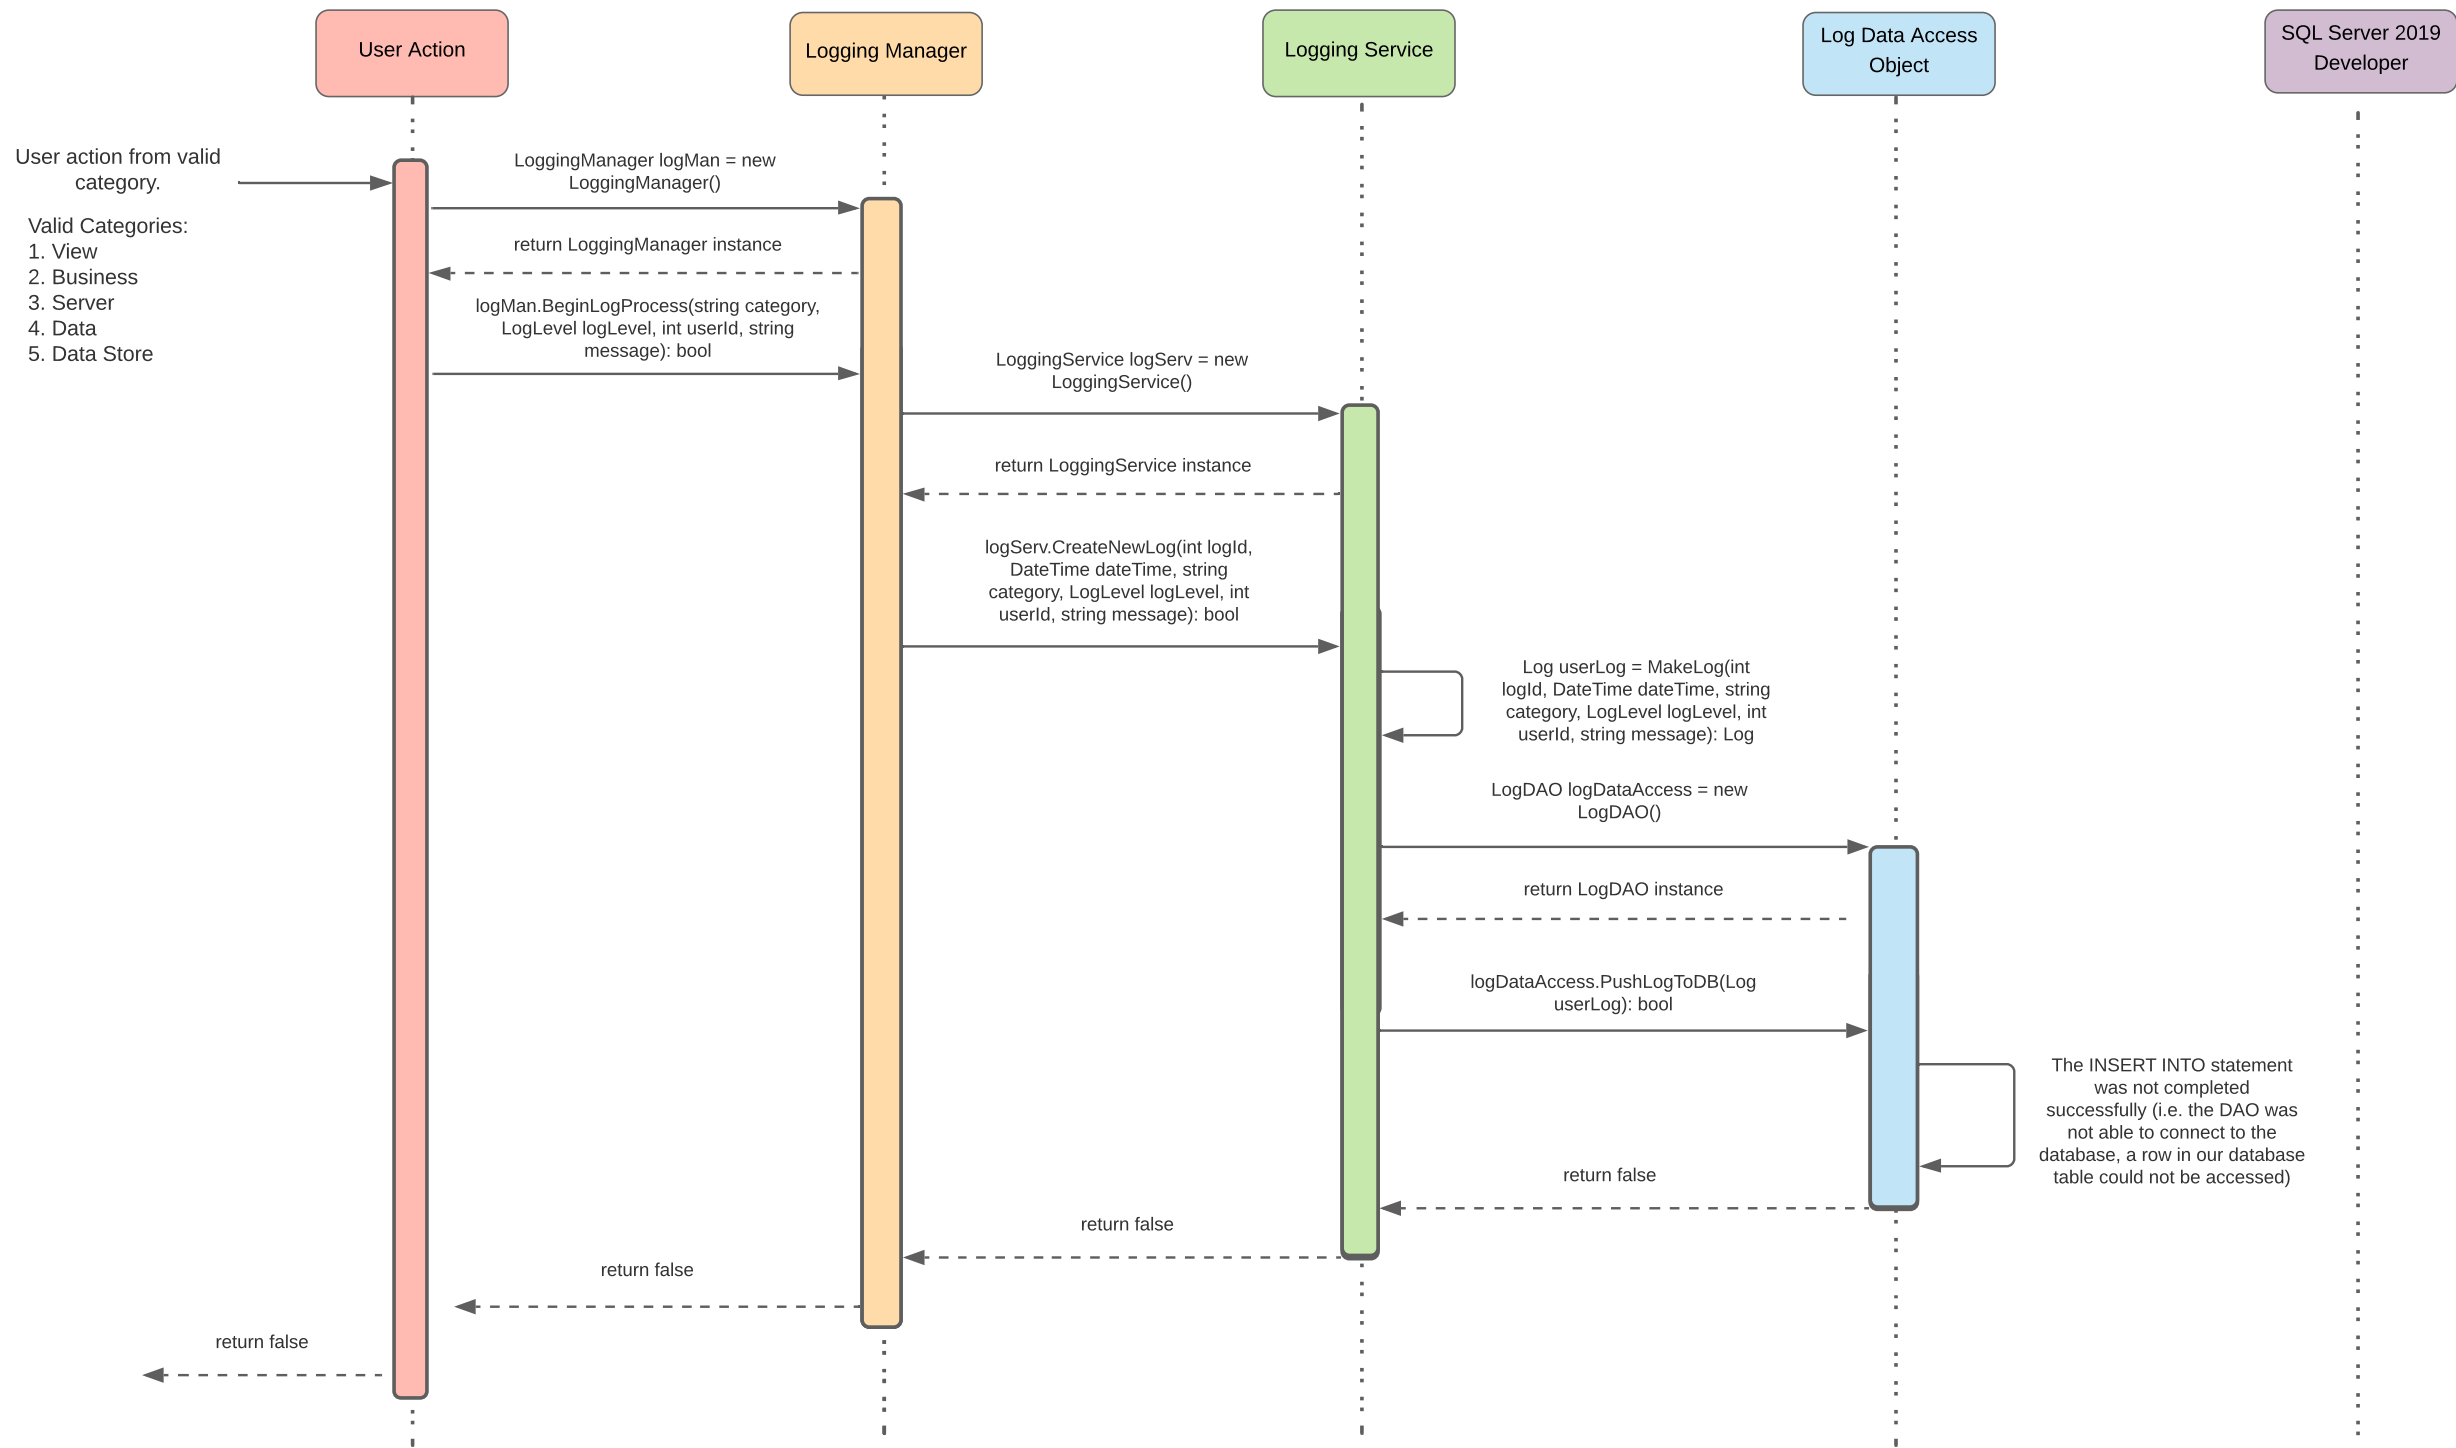 User Action
Logging Manager
Logging Service
Log Data Access
Object
SQL Server 2019
Developer
User action from valid
category.
Valid Categories:
1. View
2. Business
3. Server
4. Data
5. Data Store
LoggingManager logMan = new
LoggingManager()
return LoggingManager instance
logMan.BeginLogProcess(string category,
LogLevel logLevel, int userId, string
message): bool
LoggingService logServ = new
LoggingService()
return LoggingService instance
logServ.CreateNewLog(int logId,
DateTime dateTime, string
category, LogLevel logLevel, int
userId, string message): bool
Log userLog = MakeLog(int
logId, DateTime dateTime, string
category, LogLevel logLevel, int
userId, string message): Log
LogDAO logDataAccess = new
LogDAO()
return LogDAO instance
logDataAccess.PushLogToDB(Log
userLog): bool
The INSERT INTO statement
was not completed
successfully (i.e. the DAO was
not able to connect to the
database, a row in our database
table could not be accessed)
return false
return false
return false
return false